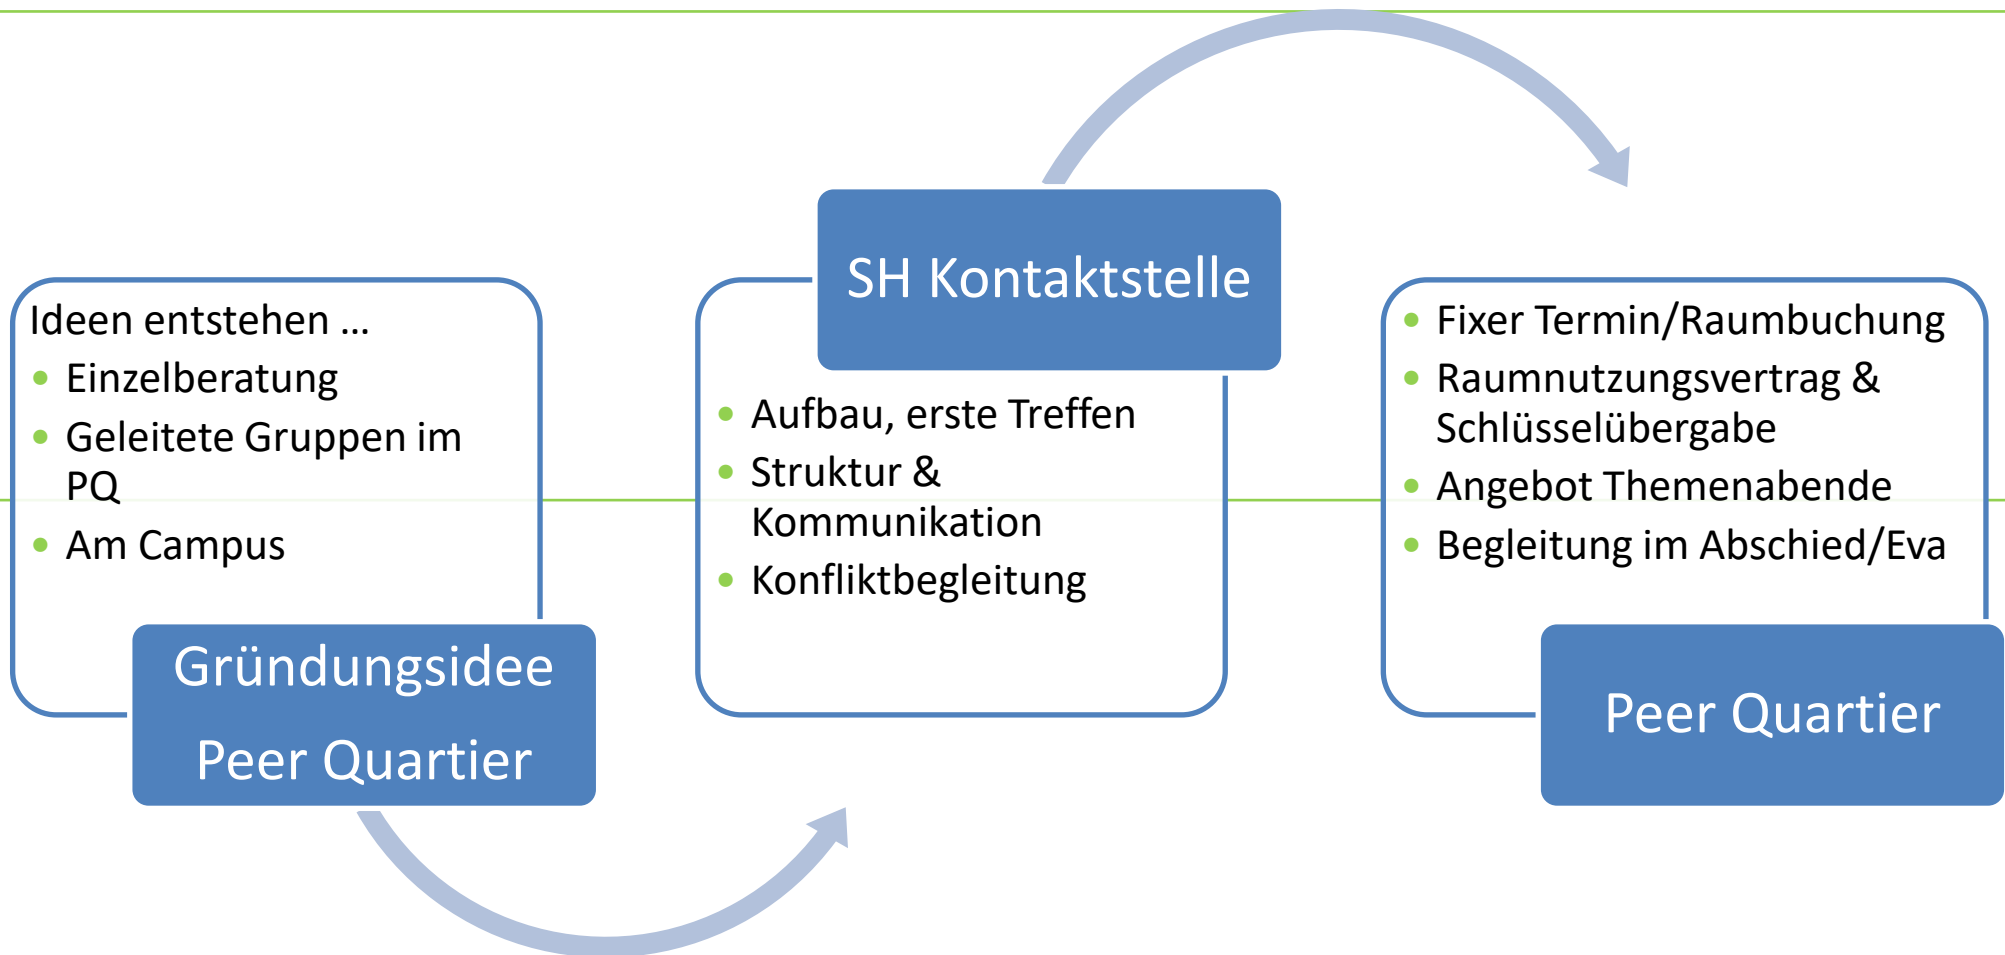 Ideen entstehen ...
• Einzelberatung
• Geleitete Gruppen im
PQ
• Am Campus
Gründungsidee
Peer Quartier
SH Kontaktstelle
• Aufbau, erste Treffen
• Struktur &
Kommunikation
• Konfliktbegleitung
• Fixer Termin/Raumbuchung
• Raumnutzungsvertrag &
Schlüsselübergabe
• Angebot Themenabende
• Begleitung im Abschied/Eva
Peer Quartier